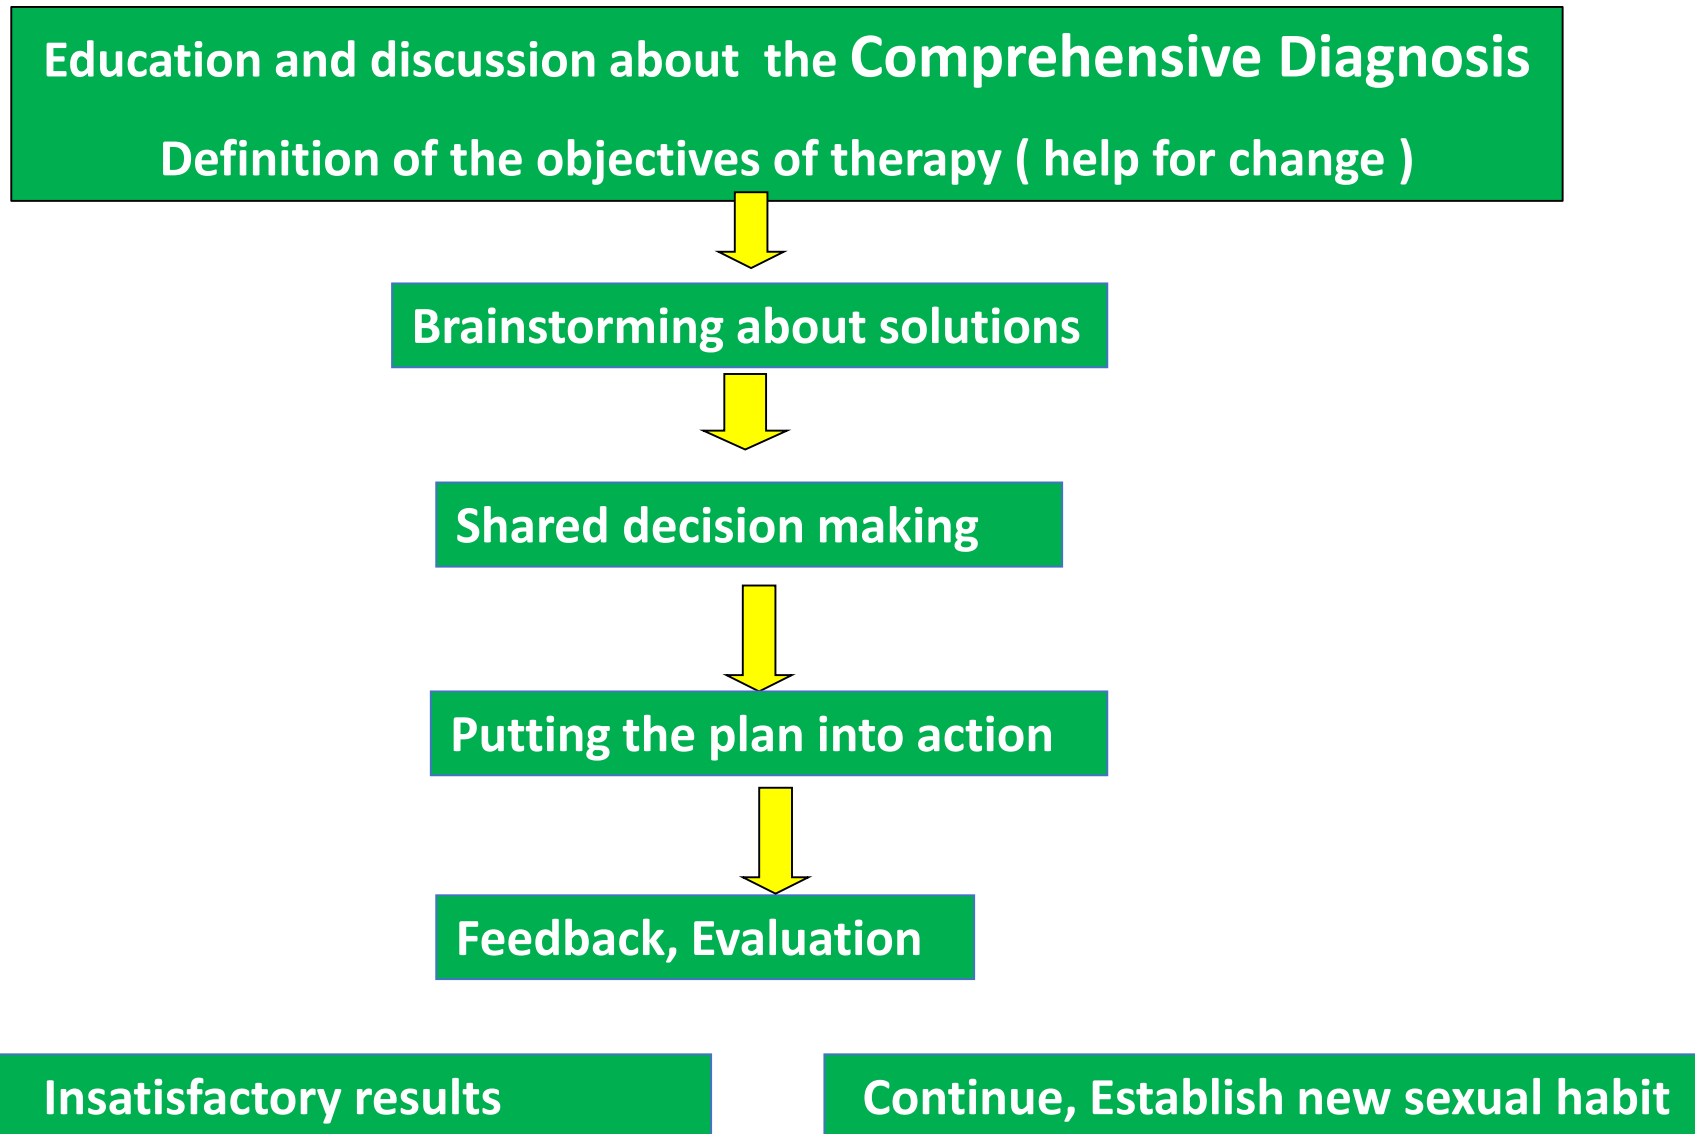 Education and discussion about the Comprehensive Diagnosis
Definition of the objectives of therapy ( help for change )
Brainstorming about solutions
Shared decision making
Putting the plan into action
Feedback, Evaluation
Insatisfactory results
Continue, Establish new sexual habit